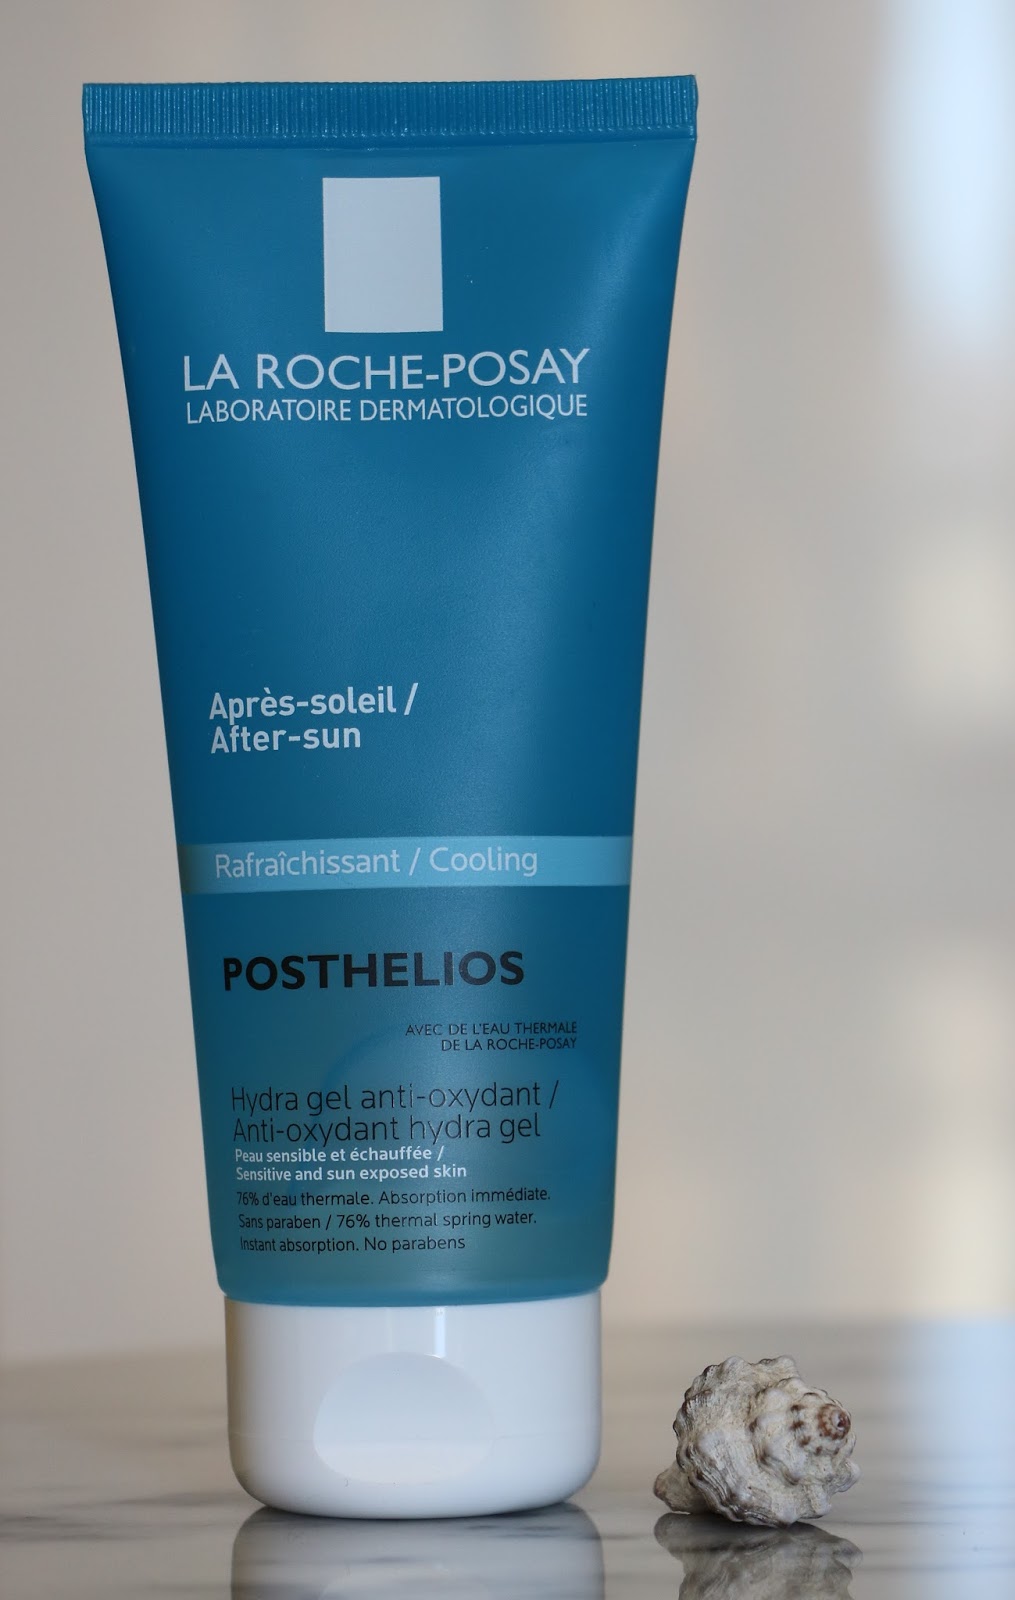 LA ROCHE-POSAY
LABORATOIRE DERMATOLOGIQUE
Après-soleil /
After-sun
Rafraîchissant / Cooling
POSTHELIOS
AVEC DE L'EAU THERMALE
DE LA ROCHE-POSAY
Hydra gel anti-oxydant /
Anti-oxydant hydra gel
Peau sensible et échauffée /
Sensitive and sun exposed skin
76% d'eau thermale. Absorption immédiate.
Sans paraben / 76% thermal spring water.
Instant absorption. No parabens